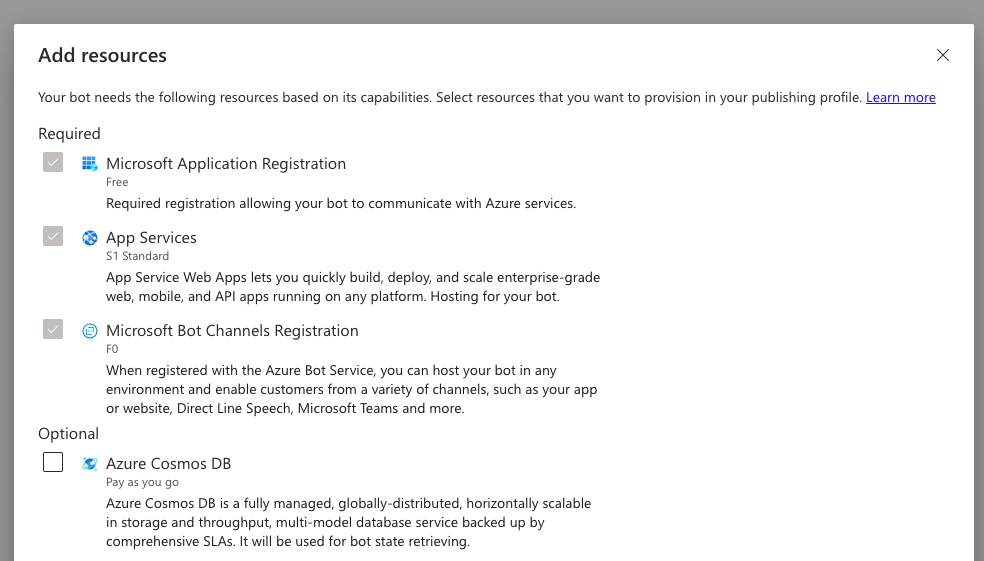 Add resources
Your bot needs the following resources based on its capabilities. Select resources that you want to provision in your publishing profile. Learn more
Required
Microsoft Application Registration
Free
Required registration allowing your bot to communicate with Azure services.
App Services
S1 Standard
App Service Web Apps lets you quickly build, deploy, and scale enterprise-grade
web, mobile, and API apps running on any platform. Hosting for your bot.
Microsoft Bot Channels Registration
F0
When registered with the Azure Bot Service, you can host your bot in any
environment and enable customers from a variety of channels, such as your app
or website, Direct Line Speech, Microsoft Teams and more.
Optional
Azure Cosmos DB
Pay as you go
Azure Cosmos DB is a fully managed, globally-distributed, horizontally scalable
in storage and throughput, multi-model database service backed up by
comprehensive SLAs. It will be used for bot state retrieving.